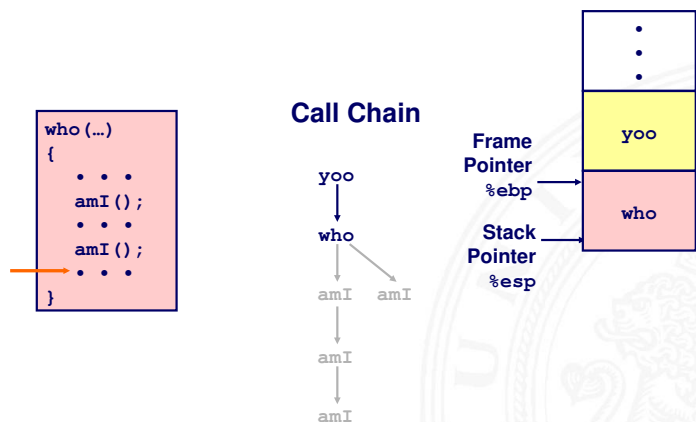 who(…)
{
• • •
amI();
• • •
amI();
• • •
}
Call Chain
yoo
who
amI amI
amI
amI
•
•
•
yoo
who
Frame
Pointer
%ebp
Stack
Pointer
%esp